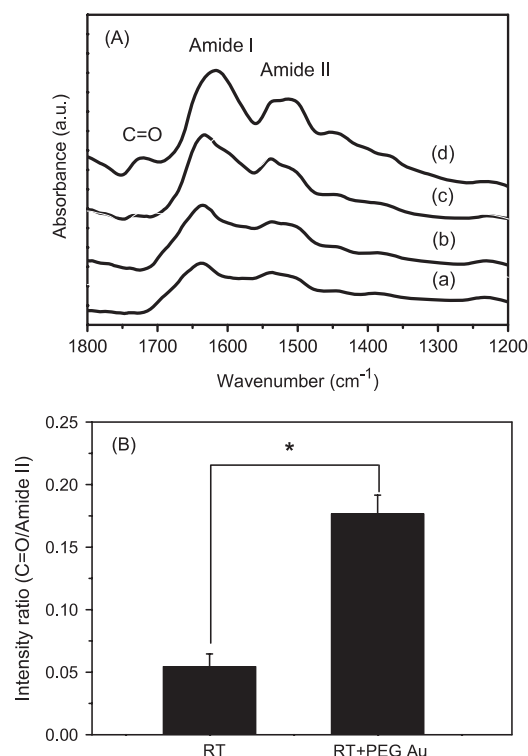 (A)
Amide I
Amide II
C=O
(d)
(c)
(b)
(a)
Absorbance (a.u.)
1800 1700 1600 1500 1400 1300 1200
Wavenumber (cm⁻¹)
(B)
*
0.25
0.20
0.15
0.10
0.05
0.00
Intensity ratio (C=O/Amide II)
RT RT+PEG Au